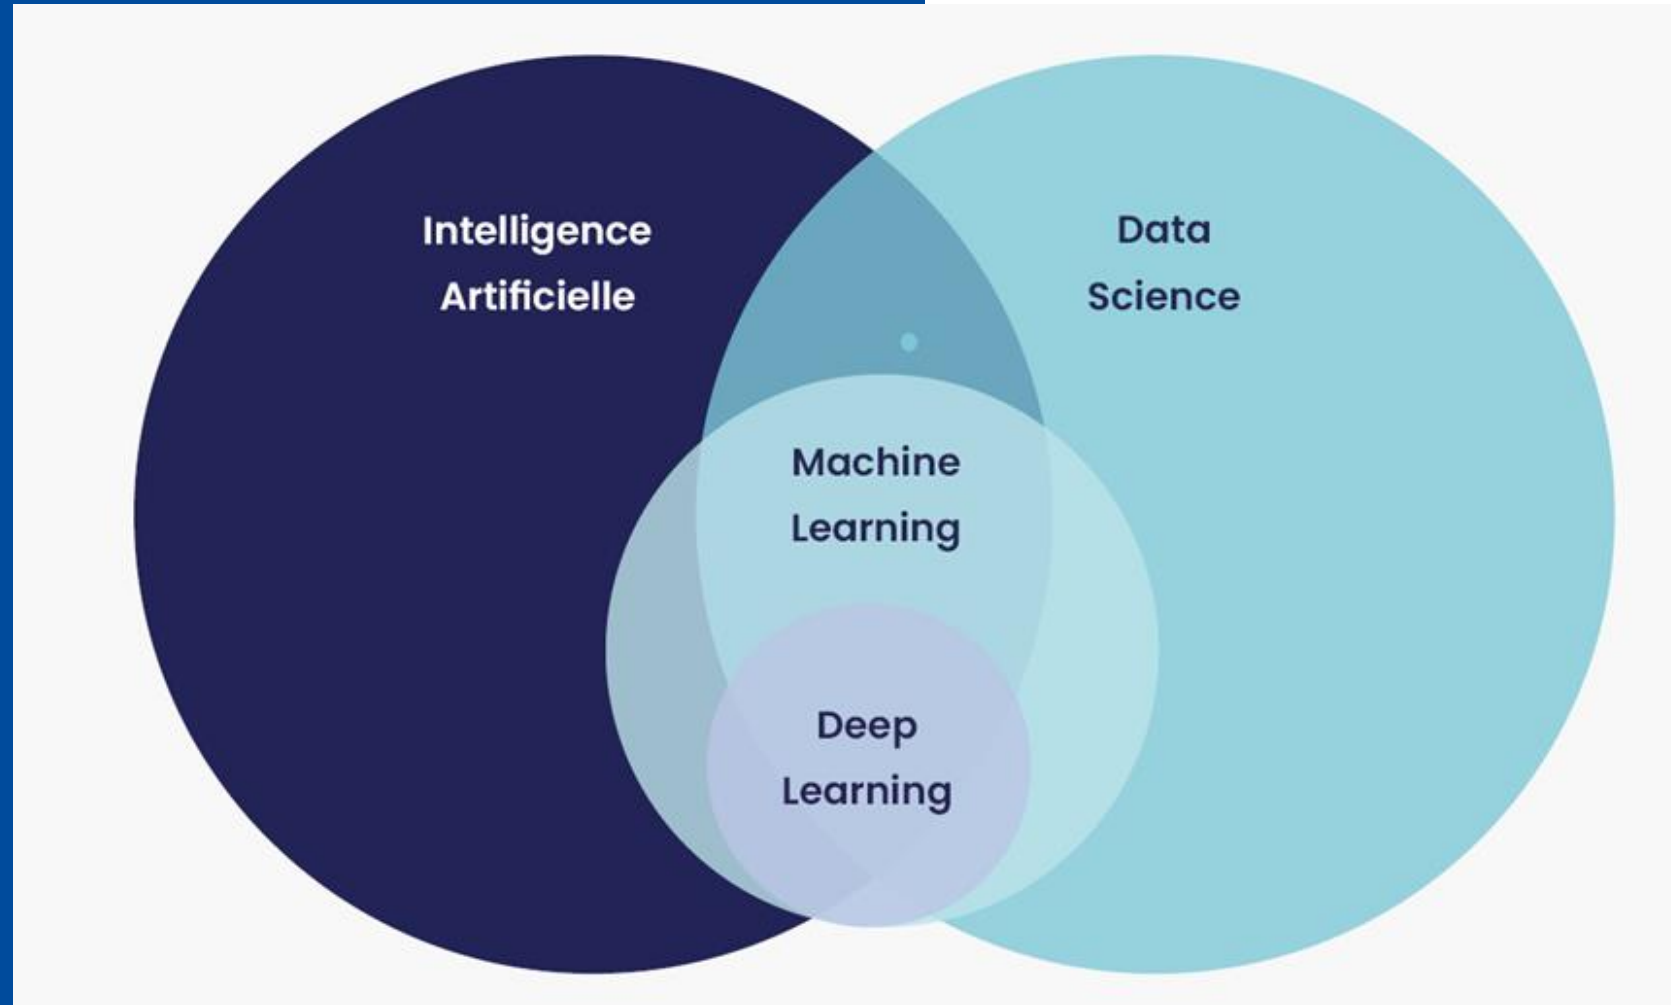 Intelligence
Artificielle
Data
Science
Machine
Learning
Deep
Learning